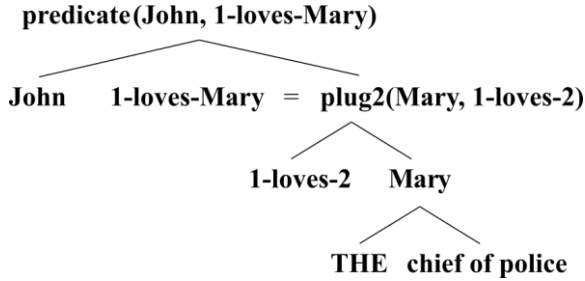 predicate(John, 1-loves-Mary)
John 1-loves-Mary = plug2(Mary, 1-loves-2)
1-loves-2 Mary
THE chief of police